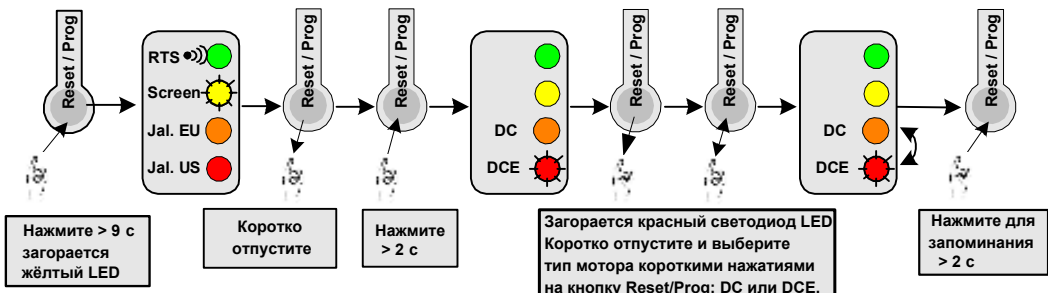 Reset / Prog
RTS
Screen
Jal. EU
Jal. US
Reset / Prog
Reset / Prog
DC
DCE
Reset / Prog
Reset / Prog
DC
DCE
Reset / Prog
Нажмите > 9 с
загорается
жёлтый LED
Коротко
отпустите
Нажмите
> 2 с
Загорается красный светодиод LED
Коротко отпустите и выберите
тип мотора короткими нажатиями
на кнопку Reset/Prog: DC или DCE.
Нажмите для
запоминания
> 2 с